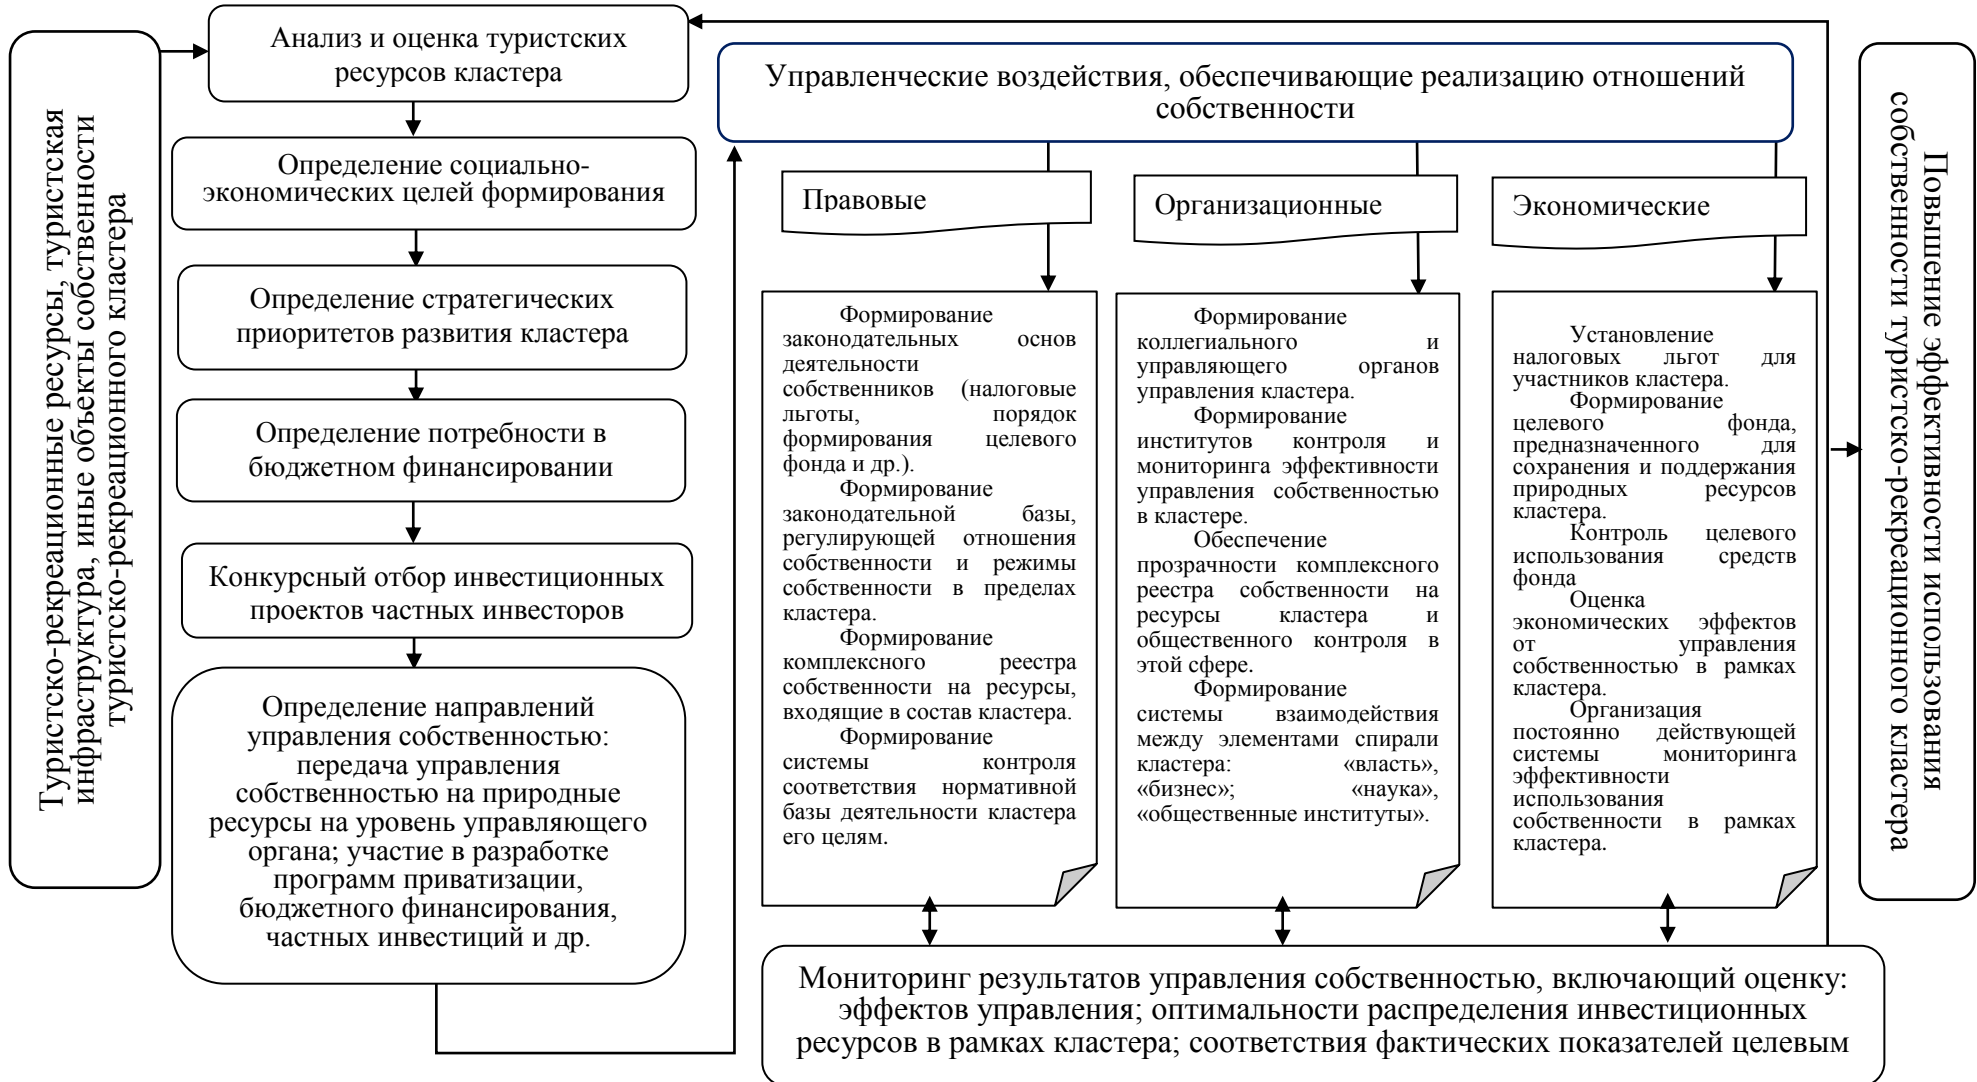 Туристско-рекреационные ресурсы, туристская
инфраструктура, иные объекты собственности
туристско-рекреационного кластера
Анализ и оценка туристских
ресурсов кластера
Определение социально-
экономических целей формирования
Определение стратегических
приоритетов развития кластера
Определение потребности в
бюджетном финансировании
Конкурсный отбор инвестиционных
проектов частных инвесторов
Определение направлений
управления собственностью:
передача управления
собственностью на природные
ресурсы на уровень управляющего
органа; участие в разработке
программ приватизации,
бюджетного финансирования,
частных инвестиций и др.
Управленческие воздействия, обеспечивающие реализацию отношений
собственности
Правовые
Формирование
законодательных основ
деятельности
собственников (налоговые
льготы, порядок
формирования целевого
фонда и др.).
Формирование
законодательной базы,
регулирующей отношения
собственности и режимы
собственности в пределах
кластера.
Формирование
комплексного реестра
собственности на ресурсы,
входящие в состав кластера.
Формирование
системы контроля
соответствия нормативной
базы деятельности кластера
его целям.
Организационные
Формирование
коллегиального и
управляющего органов
управления кластера.
Формирование
институтов контроля и
мониторинга эффективности
управления собственностью
в кластере.
Обеспечение
прозрачности комплексного
реестра собственности на
ресурсы кластера и
общественного контроля в
этой сфере.
Формирование
системы взаимодействия
между элементами спирали
кластера: «власть»,
«бизнес»; «наука»,
«общественные институты».
Экономические
Установление
налоговых льгот для
участников кластера.
Формирование
целевого фонда,
предназначенного для
сохранения и поддержания
природных ресурсов
кластера.
Контроль целевого
использования средств
фонда
Оценка
экономических эффектов
от управления
собственностью в рамках
кластера.
Организация
постоянно действующей
системы мониторинга
эффективности
использования
собственности в рамках
кластера.
Мониторинг результатов управления собственностью, включающий оценку:
эффектов управления; оптимальности распределения инвестиционных
ресурсов в рамках кластера; соответствия фактических показателей целевым
Повышение эффективности использования
собственности туристско-рекреационного кластера